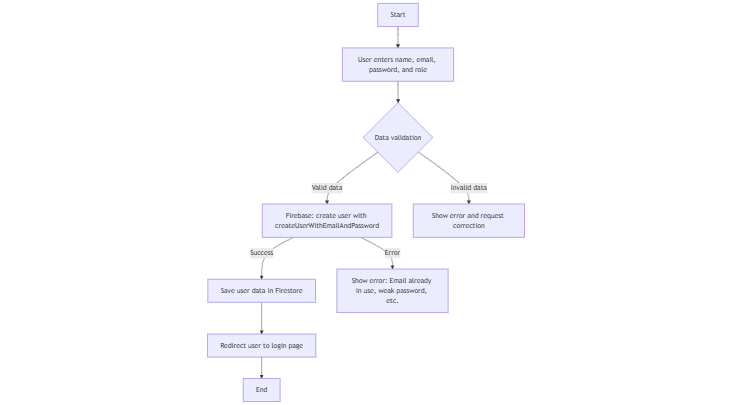 Start
User enters name, email,
password, and role
Data validation
Valid data
Invalid data
Firebase: create user with
createUserWithEmailAndPassword
Show error and request
correction
Success
Error
Save user data in Firestore
Show error: Email already
in use, weak password,
etc.
Redirect user to login page
End